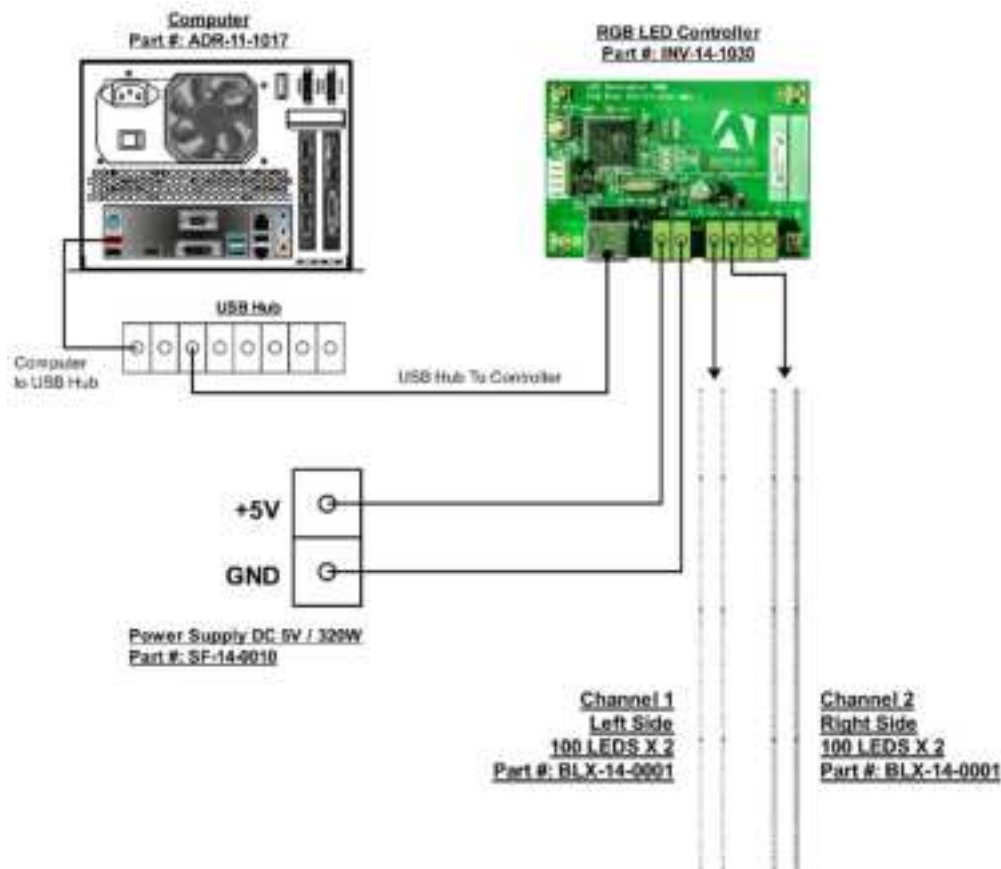 Computer
Part #: ADR-11-1017
RGB LED Controller
Part #: INV-14-1030
USB Hub
Computer
to USB Hub
USB Hub To Controller
+5V
GND
Power Supply DC 5V / 320W
Part #: SF-14-0010
Channel 1
Left Side
100 LEDS X 2
Part #: BLX-14-0001
Channel 2
Right Side
100 LEDS X 2
Part #: BLX-14-0001